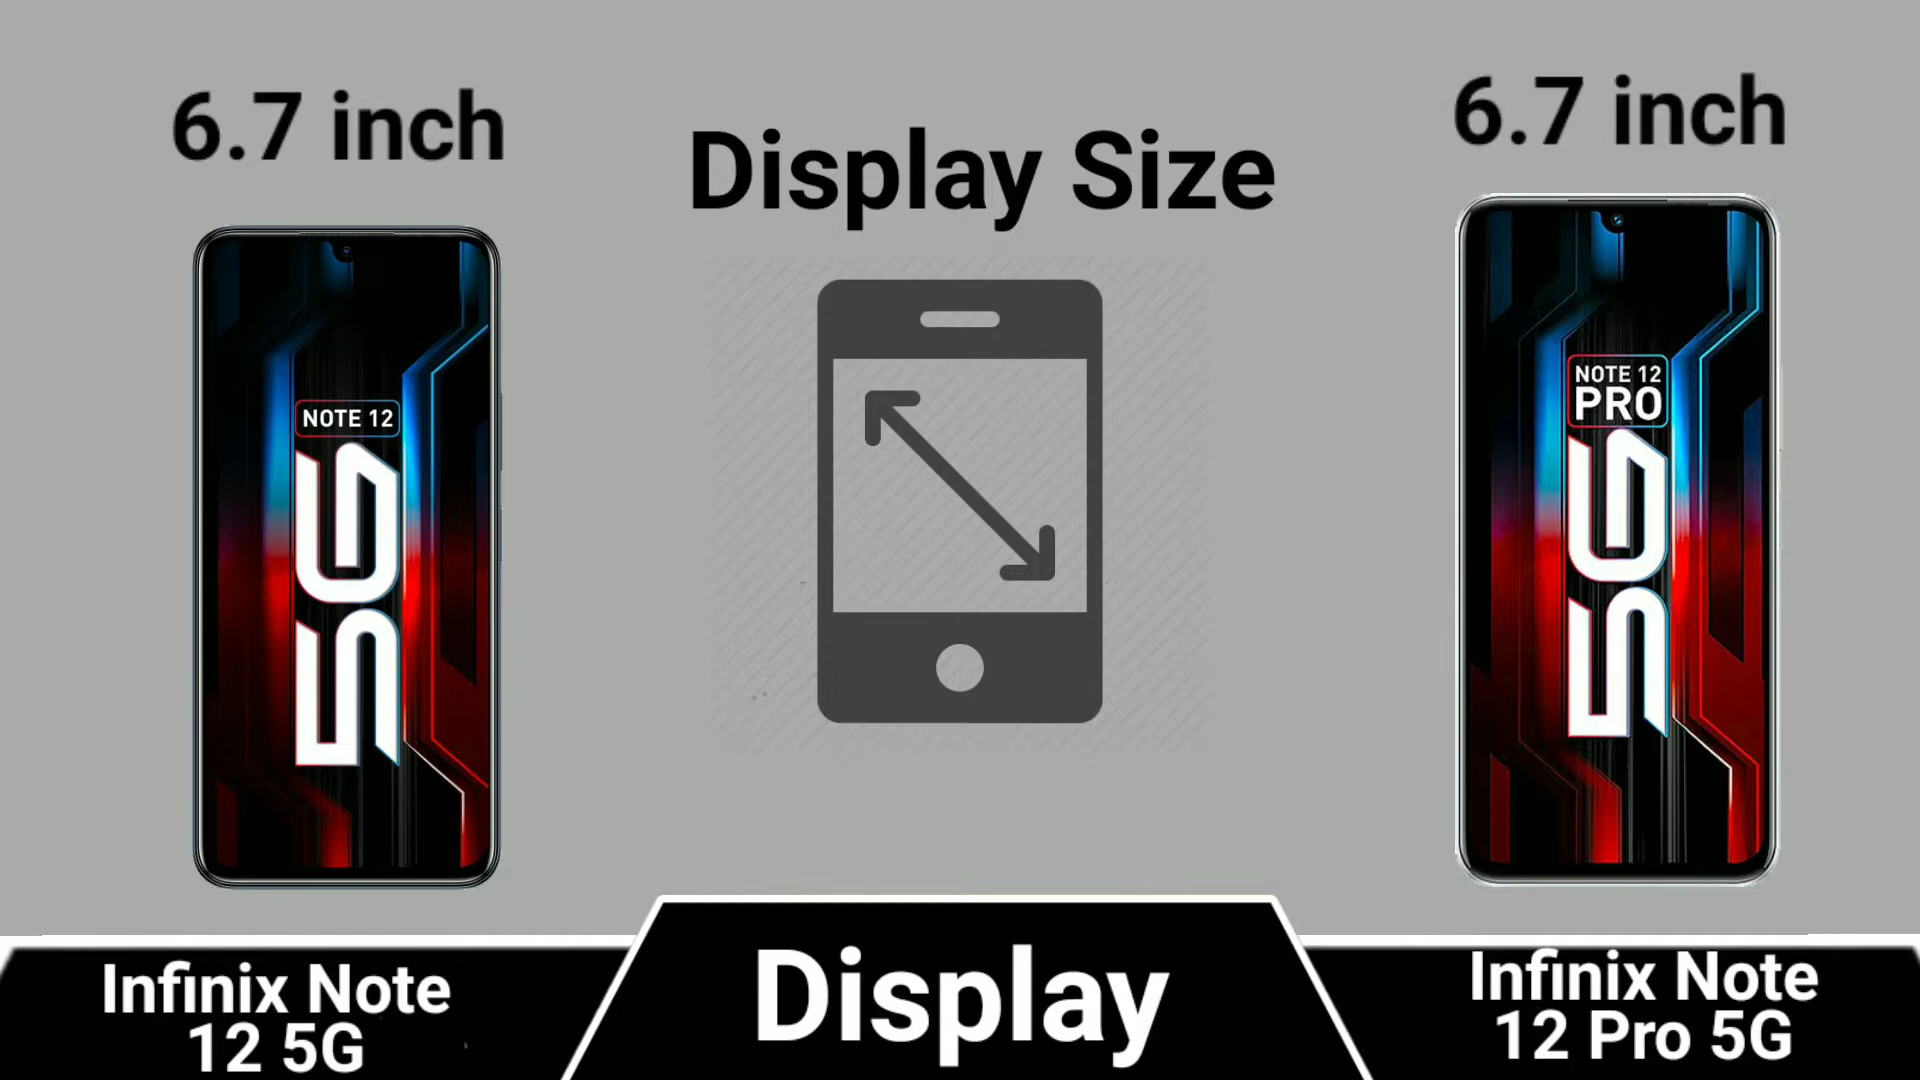 6.7 inch
Display Size
6.7 inch
NOTE 12
5G
NOTE 12
PRO
5G
Infinix Note
12 5G
Display
Infinix Note
12 Pro 5G